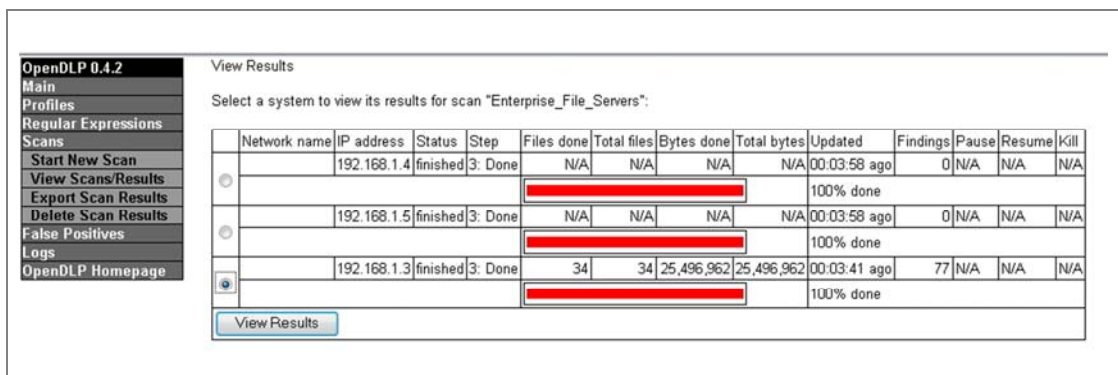 OpenDLP 0.4.2
Main
Profiles
Regular Expressions
Scans
Start New Scan
View Scans/Results
Export Scan Results
Delete Scan Results
False Positives
Logs
OpenDLP Homepage
View Results
Select a system to view its results for scan "Enterprise_File_Servers":
Network name IP address Status Step Files done Total files Bytes done Total bytes Updated Findings Pause Resume Kill
192.168.1.4 finished 3: Done N/A N/A N/A N/A 00:03:58 ago 0 N/A N/A N/A
100% done
192.168.1.5 finished 3: Done N/A N/A N/A N/A 00:03:58 ago 0 N/A N/A N/A
100% done
192.168.1.3 finished 3: Done 34 34 25,496,962 25,496,962 00:03:41 ago 77 N/A N/A N/A
100% done
View Results